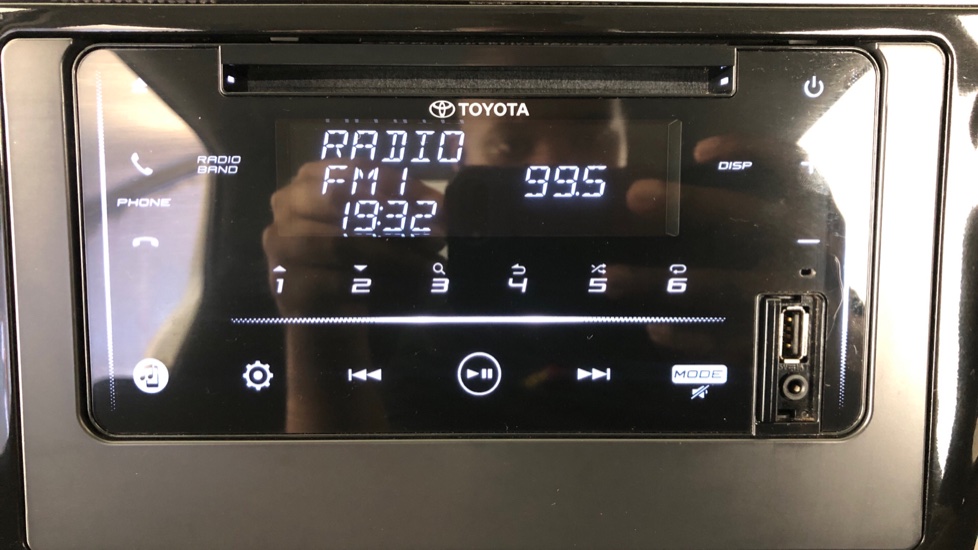 TOYOTA
RADIO
FM1 99.5
19:32
RADIO
BAND
DISP
PHONE
1 2 3 4 5 6
MODE